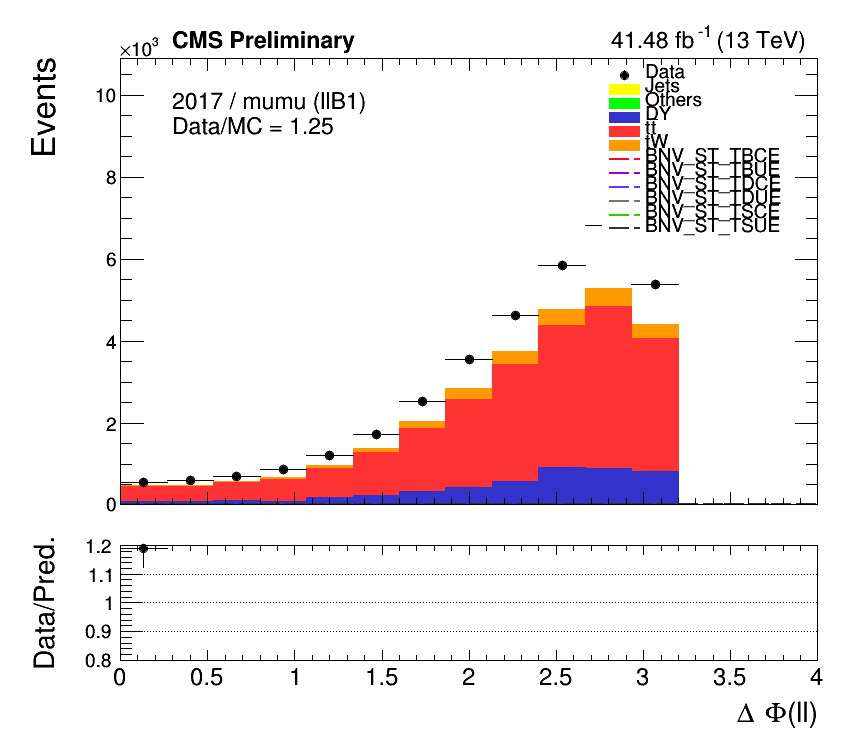 ×10³
CMS Preliminary
41.48 fb⁻¹ (13 TeV)
Events
2017 / mumu (llB1)
Data/MC = 1.25
Data
Jets
Others
DY
tt
tW
BNV_ST_TBCE
BNV_ST_TBUE
BNV_ST_TDCE
BNV_ST_TDUE
BNV_ST_TSCE
BNV_ST_TSUE
10
8
6
4
2
0
Data/Pred.
1.2
1.1
1
0.9
0.8
0 0.5 1 1.5 2 2.5 3 3.5 4
Δ Φ(ll)